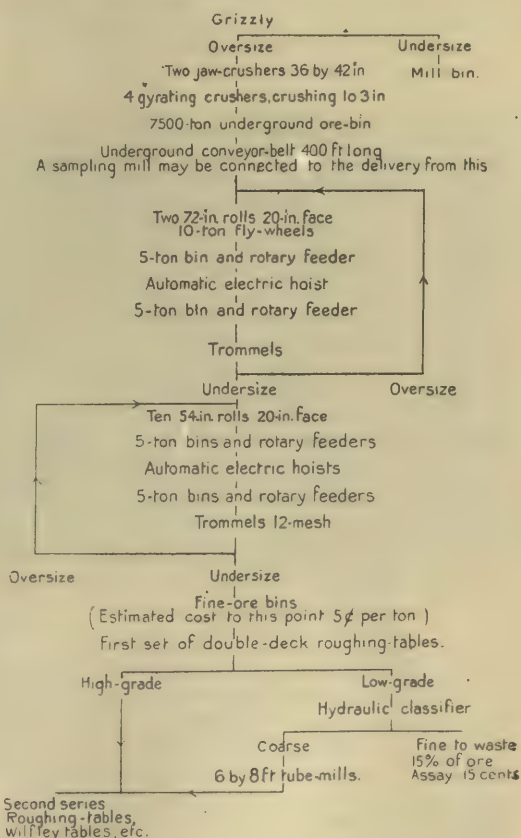 Grizzly
Oversize Undersize
Two jaw-crushers 36 by 42 in Mill bin.
4 gyrating crushers, crushing to 3 in
7500-ton underground ore-bin
Underground conveyor-belt 400 ft long
A sampling mill may be connected to the delivery from this
Two 72-in. rolls 20-in. face
10-ton fly-wheels
5-ton bin and rotary feeder
Automatic electric hoist
5-ton bin and rotary feeder
Trommels
Undersize Oversize
Ten 54-in. rolls 20-in. face
5-ton bins and rotary feeders
Automatic electric hoists
5-ton bins and rotary feeders
Trommels 12-mesh
Oversize Undersize
Fine-ore bins
(Estimated cost to this point 5¢ per ton)
First set of double-deck roughing-tables.
High-grade Low-grade
Hydraulic classifier
Coarse Fine to waste
15% of ore
6 by 8 ft tube-mills. Assay 15 cents
Second series
Roughing-tables,
Wilfley tables, etc.